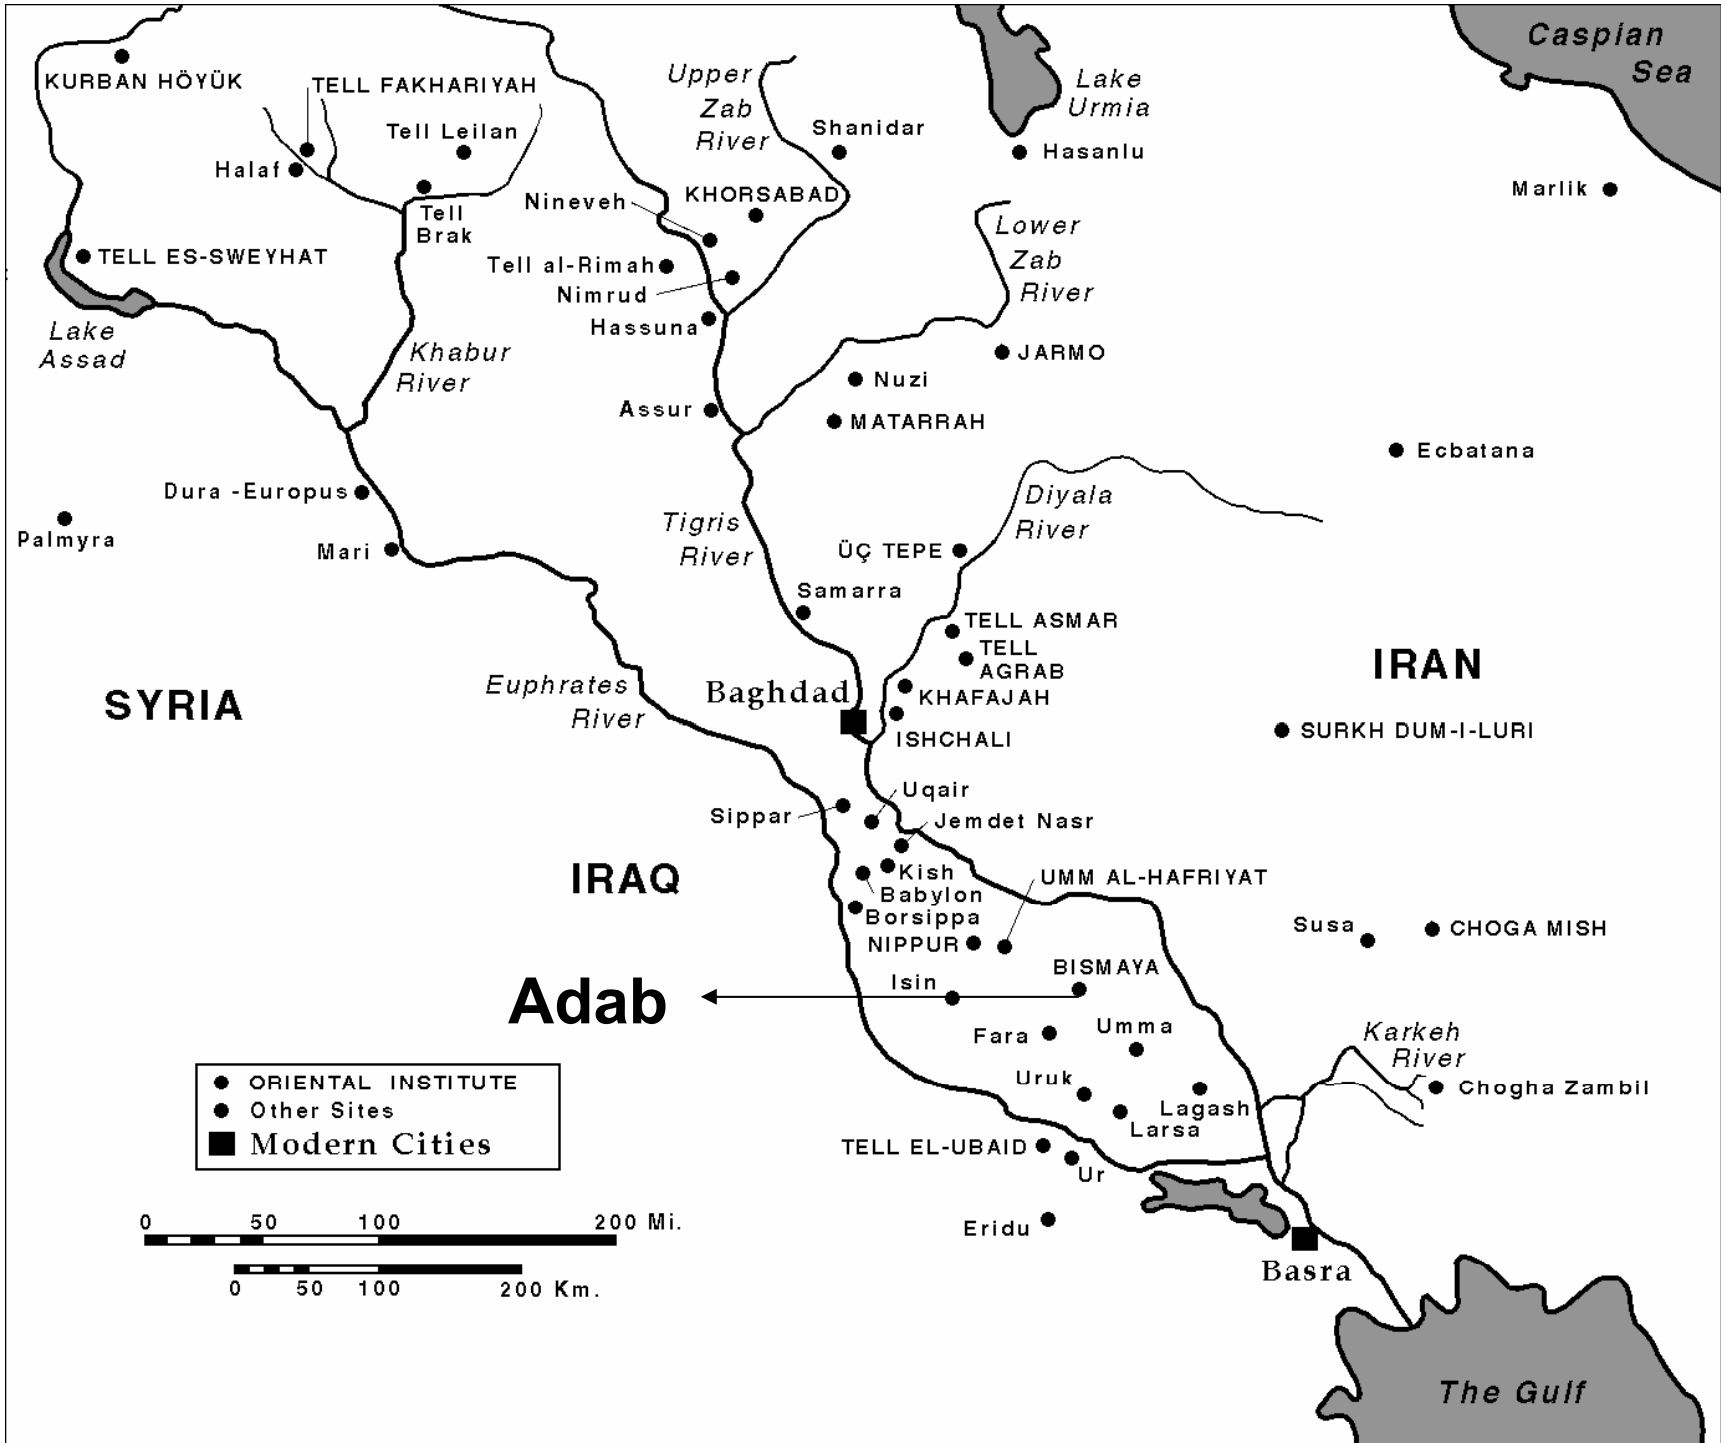 Caspian
Sea
KURBAN HÖYÜK
TELL FAKHARIYAH
Upper
Zab
River
Lake
Urmia
Tell Leilan
Shanidar
Hasanlu
Halaf
Marlik
Nineveh
KHORSABAD
Tell
Brak
Lower
Zab
River
TELL ES-SWEYHAT
Tell al-Rimah
Nimrud
Hassuna
Lake
Assad
Khabur
River
JARMO
Nuzi
Assur
MATARRAH
Ecbatana
Dura -Europus
Diyala
River
Palmyra
Tigris
River
Mari
ÜÇ TEPE
Samarra
TELL ASMAR
TELL
AGRAB
IRAN
Euphrates
River
Baghdad
KHAFAJAH
SYRIA
SURKH DUM-I-LURI
ISHCHALI
Uqair
Sippar
Jemdet Nasr
IRAQ
Kish
UMM AL-HAFRIYAT
Babylon
Borsippa
Susa
CHOGA MISH
NIPPUR
BISMAYA
Isin
Adab
Fara
Umma
Karkeh
River
Uruk
Chogha Zambil
Lagash
Larsa
ORIENTAL INSTITUTE
Other Sites
Modern Cities
TELL EL-UBAID
Ur
Eridu
0 50 100 200 Mi.
0 50 100 200 Km.
Basra
The Gulf